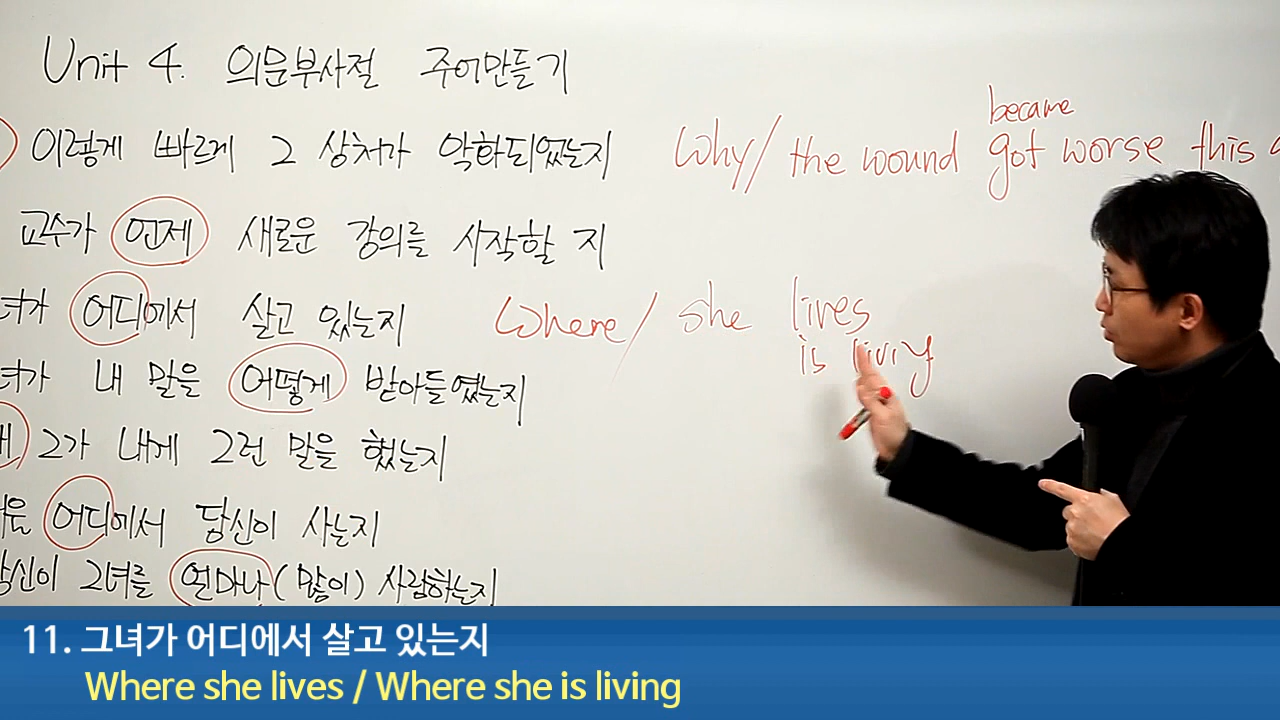 Unit 4. 의문부사절 주어만들기
became
이렇게 빠르게 그 상처가 악화되었는지 Why / the wound got worse this
교수가 언제 새로운 강의를 시작할 지
녀가 어디에서 살고 있는지 Where / she lives
is living
녀가 내 말을 어떻게 받아들였는지
그가 내게 그런 말을 했는지
어디에서 당신이 사는지
당신이 그녀를 얼마나 (많이) 사랑하는지
11. 그녀가 어디에서 살고 있는지
Where she lives / Where she is living